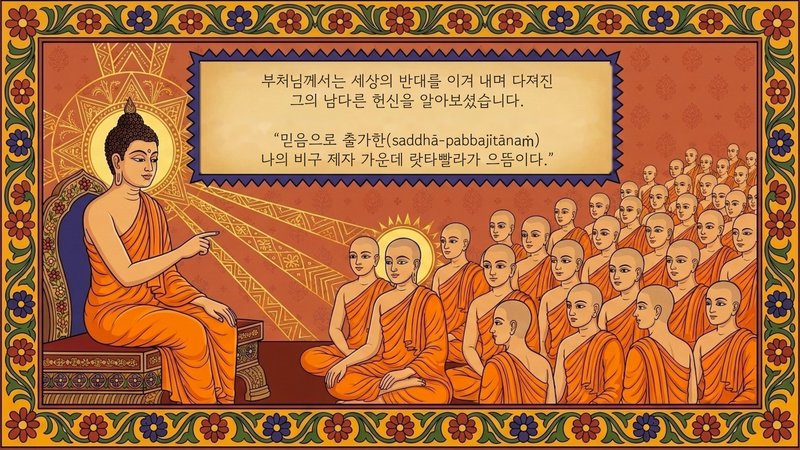 부처님께서는 세상의 반대를 이겨 내며 다져진
그의 남다른 헌신을 알아보셨습니다.
“믿음으로 출가한(saddhā-pabbajitānaṁ)
나의 비구 제자 가운데 랏타빨라가 으뜸이다.”